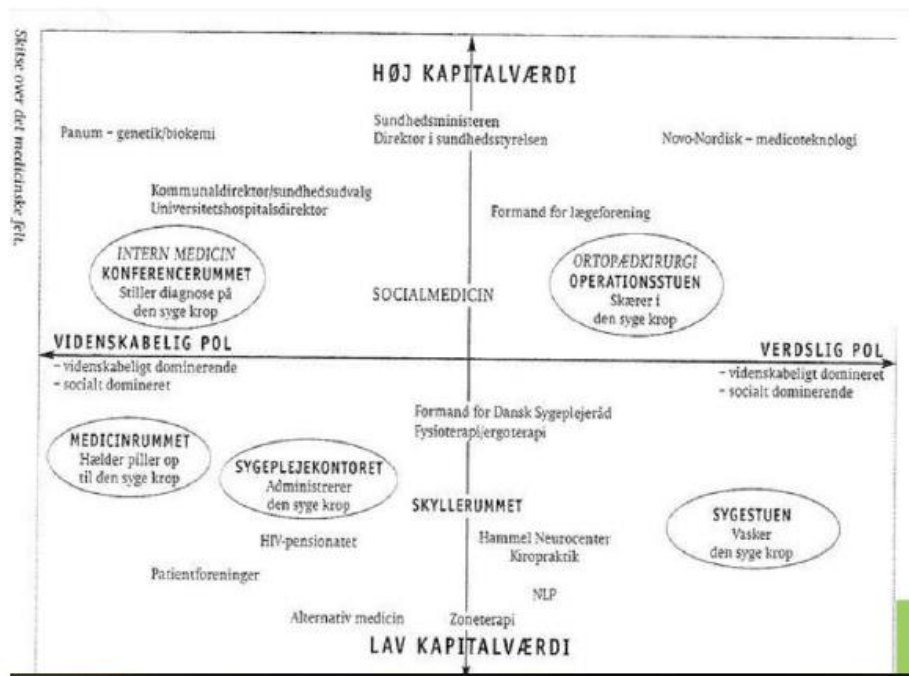 Skitse over det medicinske felt.
HØJ KAPITALVÆRDI
Panum – genetik/biokemi
Sundhedsministeren
Direktør i sundhedsstyrelsen
Novo-Nordisk – medicoteknologi
Kommunaldirektør/sundhedsudvalg
Universitetshospitalsdirektør
Formand for lægeforening
INTERN MEDICIN
KONFERENCERUMMET
Stiller diagnose på
den syge krop
SOCIALMEDICIN
ORTOPÆDKIRURGI
OPERATIONSSTUEN
Skærer i
den syge krop
VIDENSKABELIG POL
– videnskabeligt dominerende
– socialt domineret
VERDSLIG POL
– videnskabeligt domineret
– socialt dominerende
Formand for Dansk Sygeplejeråd
Fysioterapi/ergoterapi
MEDICINRUMMET
Hælder piller op
til den syge krop
SYGEPLEJEKONTORET
Administrerer
den syge krop
SKYLLERUMMET
SYGESTUEN
Vasker
den syge krop
HIV-pensionatet
Hammel Neurocenter
Kiropraktik
Patientforeninger
NLP
Alternativ medicin
Zoneterapi
LAV KAPITALVÆRDI